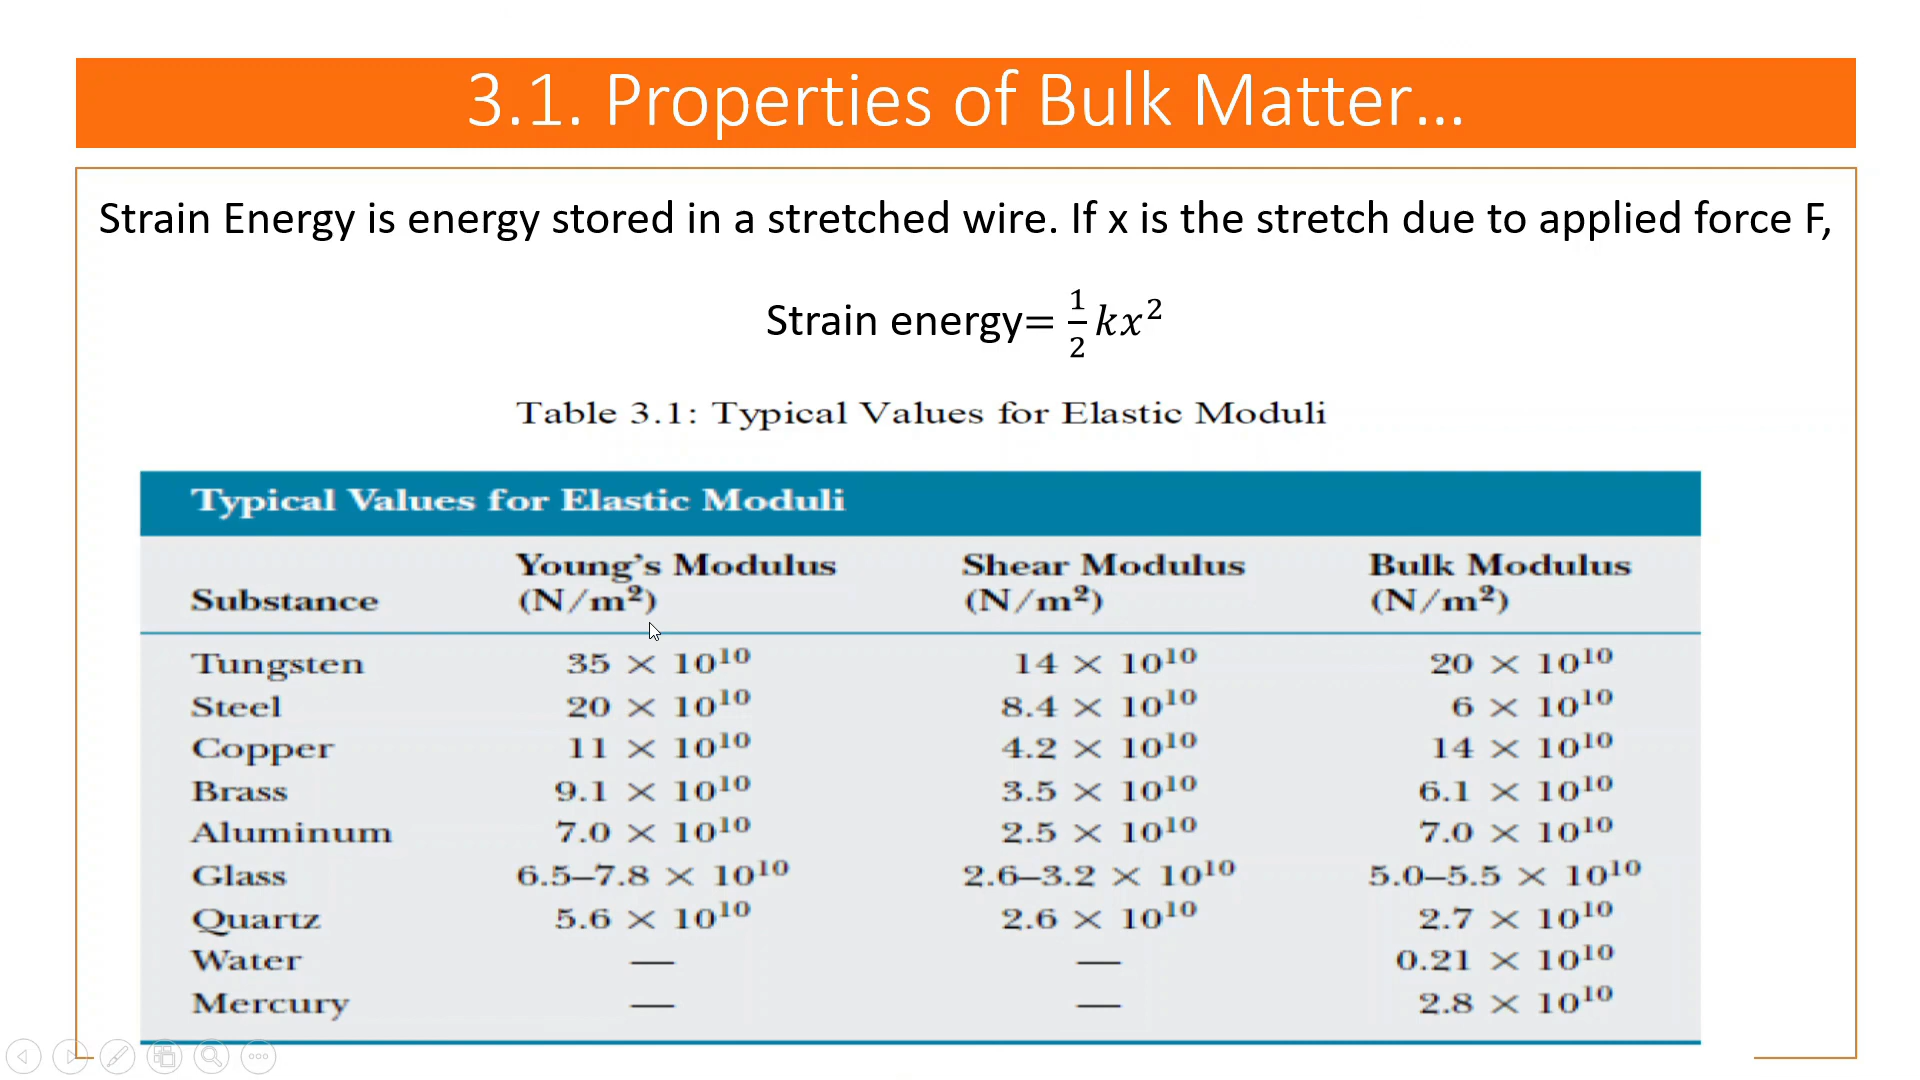 3.1. Properties of Bulk Matter...
Strain Energy is energy stored in a stretched wire. If x is the stretch due to applied force F,
Strain energy= ½ 𝑘𝑥²
Table 3.1: Typical Values for Elastic Moduli
Typical Values for Elastic Moduli
Substance Young's Modulus (N/m²) Shear Modulus (N/m²) Bulk Modulus (N/m²)
Tungsten 35 × 10¹⁰ 14 × 10¹⁰ 20 × 10¹⁰
Steel 20 × 10¹⁰ 8.4 × 10¹⁰ 6 × 10¹⁰
Copper 11 × 10¹⁰ 4.2 × 10¹⁰ 14 × 10¹⁰
Brass 9.1 × 10¹⁰ 3.5 × 10¹⁰ 6.1 × 10¹⁰
Aluminum 7.0 × 10¹⁰ 2.5 × 10¹⁰ 7.0 × 10¹⁰
Glass 6.5–7.8 × 10¹⁰ 2.6–3.2 × 10¹⁰ 5.0–5.5 × 10¹⁰
Quartz 5.6 × 10¹⁰ 2.6 × 10¹⁰ 2.7 × 10¹⁰
Water — — 0.21 × 10¹⁰
Mercury — — 2.8 × 10¹⁰